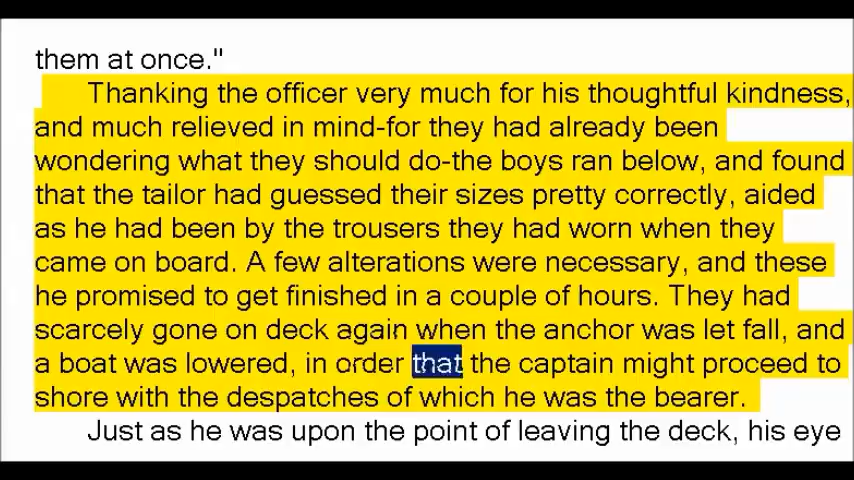 them at once."
Thanking the officer very much for his thoughtful kindness,
and much relieved in mind-for they had already been
wondering what they should do-the boys ran below, and found
that the tailor had guessed their sizes pretty correctly, aided
as he had been by the trousers they had worn when they
came on board. A few alterations were necessary, and these
he promised to get finished in a couple of hours. They had
scarcely gone on deck again when the anchor was let fall, and
a boat was lowered, in order that the captain might proceed to
shore with the despatches of which he was the bearer.
Just as he was upon the point of leaving the deck, his eye